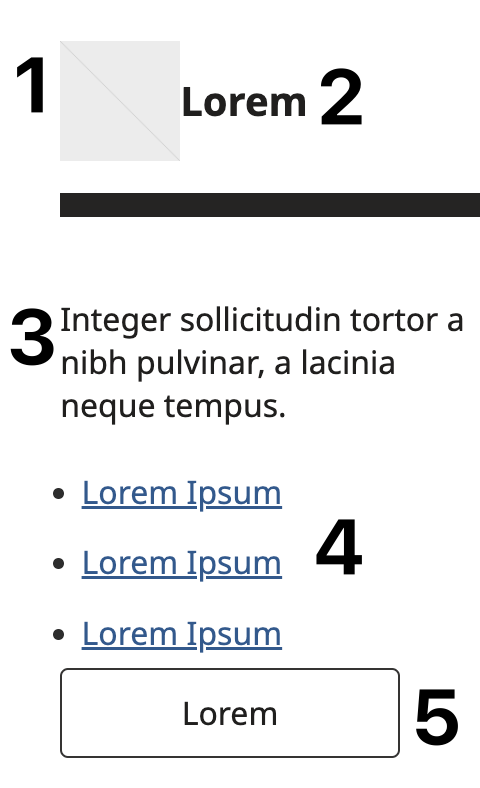 1 Lorem 2
3 Integer sollicitudin tortor a
nibh pulvinar, a lacinia
neque tempus.
• Lorem Ipsum
• Lorem Ipsum 4
• Lorem Ipsum
Lorem 5